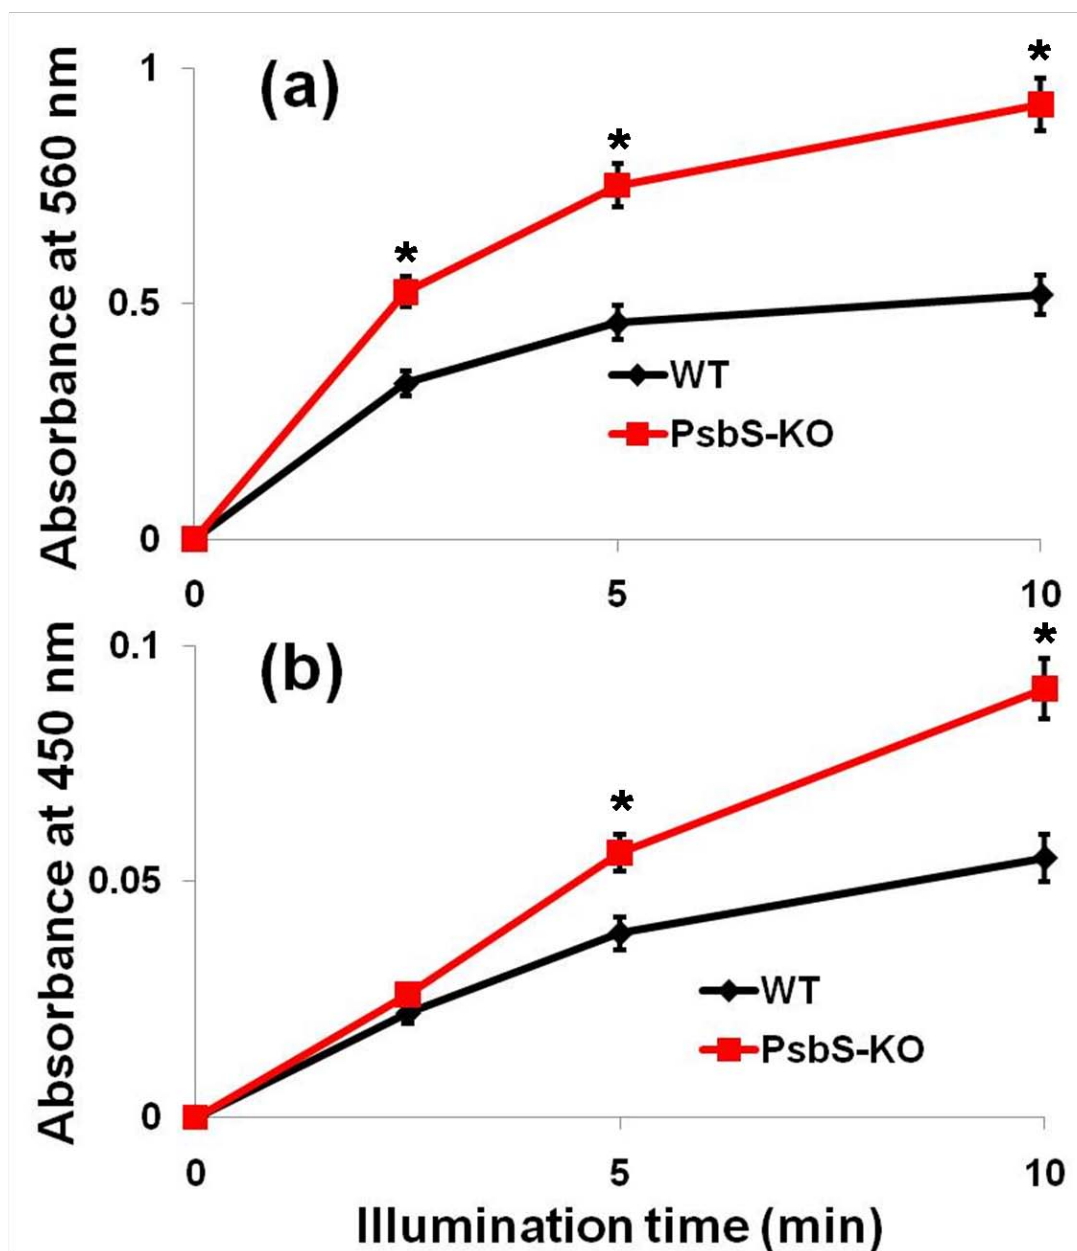 (a)
Absorbance at 560 nm
1
0.5
0
*
*
*
WT
PsbS-KO
0 5 10
(b)
Absorbance at 450 nm
0.1
0.05
0
*
*
WT
PsbS-KO
0 5 10
Illumination time (min)